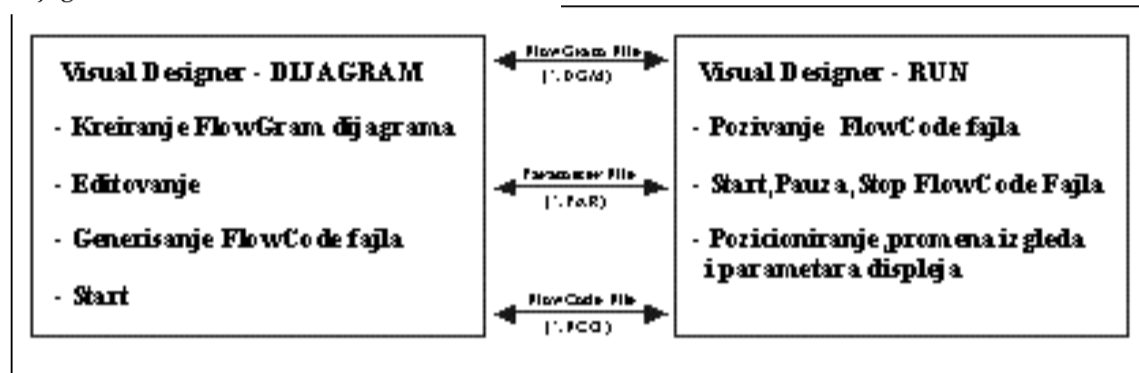 Visual Designer - DIJAGRAM
- Kreiranje FlowGram dijagrama
- Editovanje
- Generisanje FlowCode fajla
- Start
FlowGram File
(*.DGM)
Parameter File
(*.PAR)
FlowCode File
Visual Designer - RUN
- Pozivanje FlowCode fajla
- Start,Pauza,Stop FlowCode Fajla
- Pozicioniranje,promena izgleda
i parametara displeja